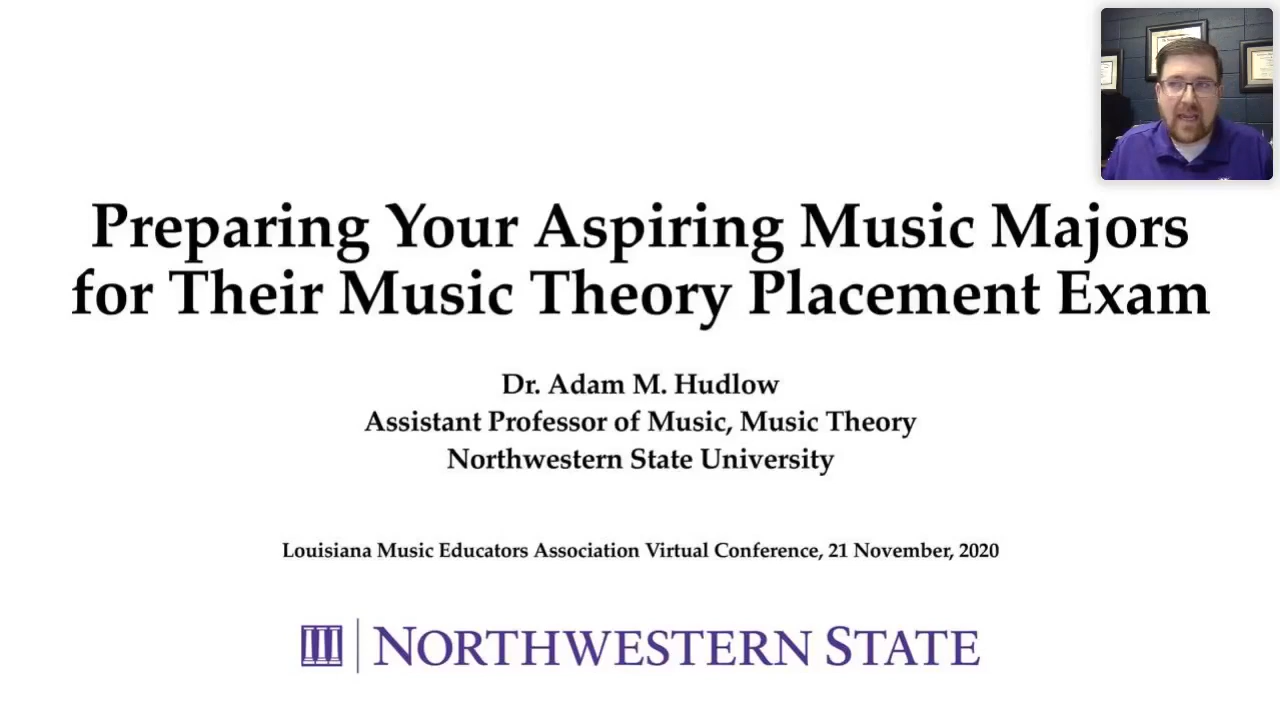 Preparing Your Aspiring Music Majors
for Their Music Theory Placement Exam
Dr. Adam M. Hudlow
Assistant Professor of Music, Music Theory
Northwestern State University
Louisiana Music Educators Association Virtual Conference, 21 November, 2020
NORTHWESTERN STATE